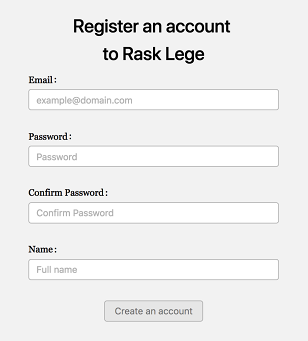 Register an account
to Rask Lege
Email:
example@domain.com
Password:
Password
Confirm Password:
Confirm Password
Name:
Full name
Create an account